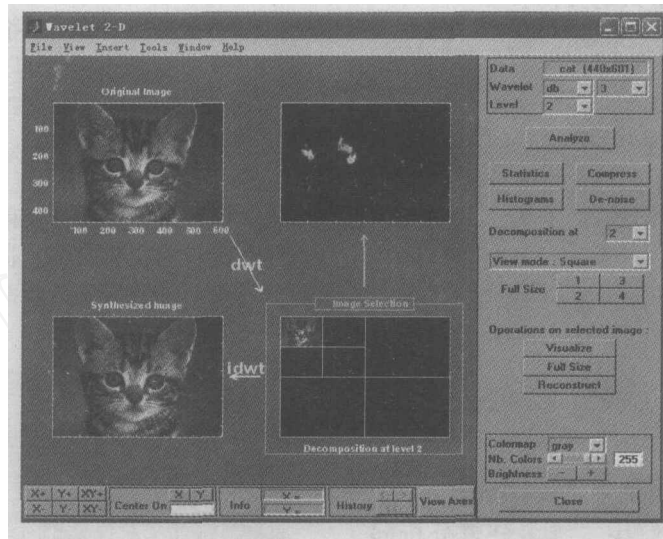 Wavelet 2-D
File View Insert Tools Window Help
Data cat (440x601)
Wavelet db 3
Level 2
Analyze
Statistics Compress
Histograms De-noise
Decomposition at 2
View mode : Square
Full Size 1 3
2 4
Operations on selected image :
Visualize
Full Size
Reconstruct
Colormap gray
Nb. Colors 255
Brightness - +
Close
Original Image
100
200
300
400
100 200 300 400 500 600
dwt
Synthesized Image
idwt
Image Selection
Decomposition at level 2
X+ Y+ XY+
X- Y- XY-
Center On X Y
Info X =
Y =
History
View Axes